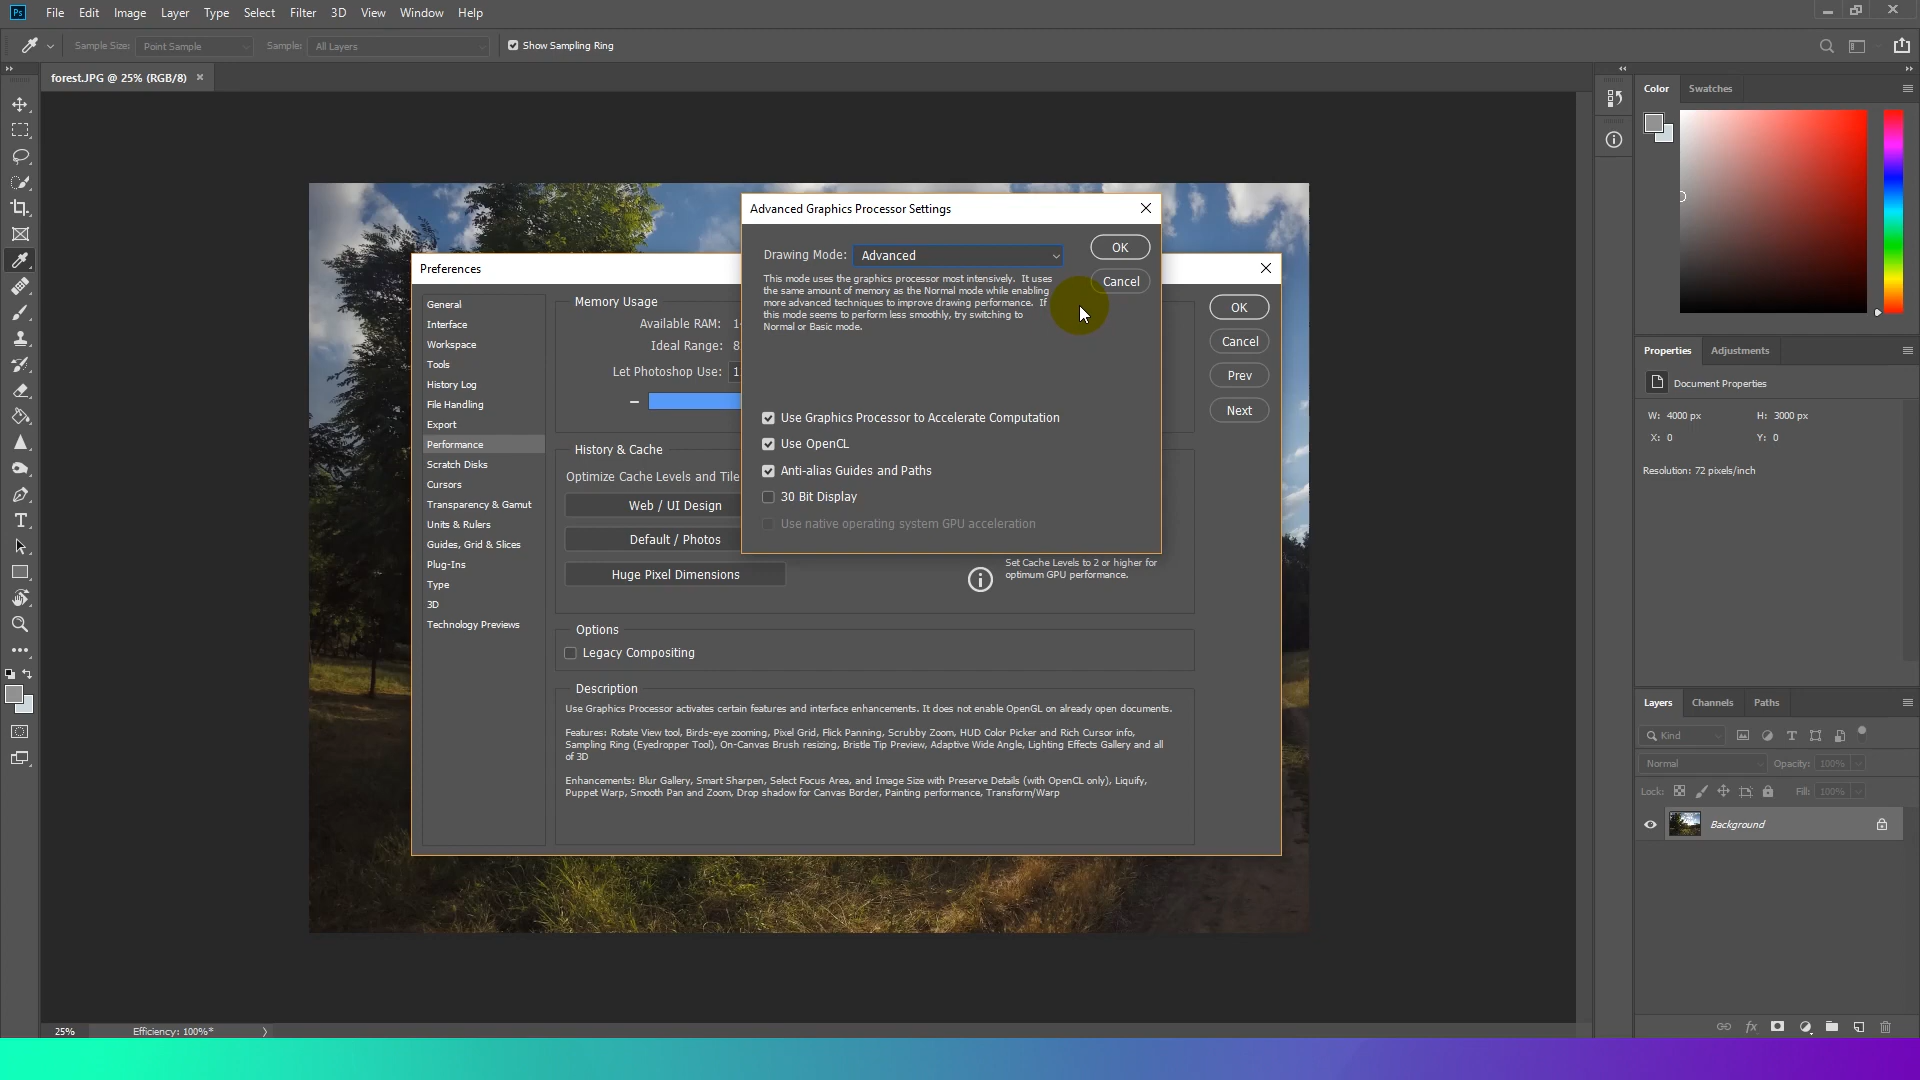 Ps File Edit Image Layer Type Select Filter 3D View Window Help
Sample Size: Point Sample Sample: All Layers Show Sampling Ring
forest.JPG @ 25% (RGB/8)
Advanced Graphics Processor Settings
Drawing Mode: Advanced
OK
Cancel
This mode uses the graphics processor most intensively. It uses
the same amount of memory as the Normal mode while enabling
more advanced techniques to improve drawing performance. If
this mode seems to perform less smoothly, try switching to
Normal or Basic mode.
Use Graphics Processor to Accelerate Computation
Use OpenCL
Anti-alias Guides and Paths
30 Bit Display
Use native operating system GPU acceleration
Preferences
General
Interface
Workspace
Tools
History Log
File Handling
Export
Performance
Scratch Disks
Cursors
Transparency & Gamut
Units & Rulers
Guides, Grid & Slices
Plug-Ins
Type
3D
Technology Previews
Memory Usage
Available RAM:
Ideal Range:
Let Photoshop Use:
History & Cache
Optimize Cache Levels and Tile
Web / UI Design
Default / Photos
Huge Pixel Dimensions
Set Cache Levels to 2 or higher for
optimum GPU performance.
Options
Legacy Compositing
Description
Use Graphics Processor activates certain features and interface enhancements. It does not enable OpenGL on already open documents.
Features: Rotate View tool, Birds-eye zooming, Pixel Grid, Flick Panning, Scrubby Zoom, HUD Color Picker and Rich Cursor info,
Sampling Ring (Eyedropper Tool), On-Canvas Brush resizing, Bristle Tip Preview, Adaptive Wide Angle, Lighting Effects Gallery and all
of 3D
Enhancements: Blur Gallery, Smart Sharpen, Select Focus Area, and Image Size with Preserve Details (with OpenCL only), Liquify,
Puppet Warp, Smooth Pan and Zoom, Drop shadow for Canvas Border, Painting performance, Transform/Warp
OK
Cancel
Prev
Next
Color Swatches
Properties Adjustments
Document Properties
W: 4000 px H: 3000 px
X: 0 Y: 0
Resolution: 72 pixels/inch
Layers Channels Paths
Kind
Normal Opacity: 100%
Lock: Fill: 100%
Background
fx
25% Efficiency: 100%*